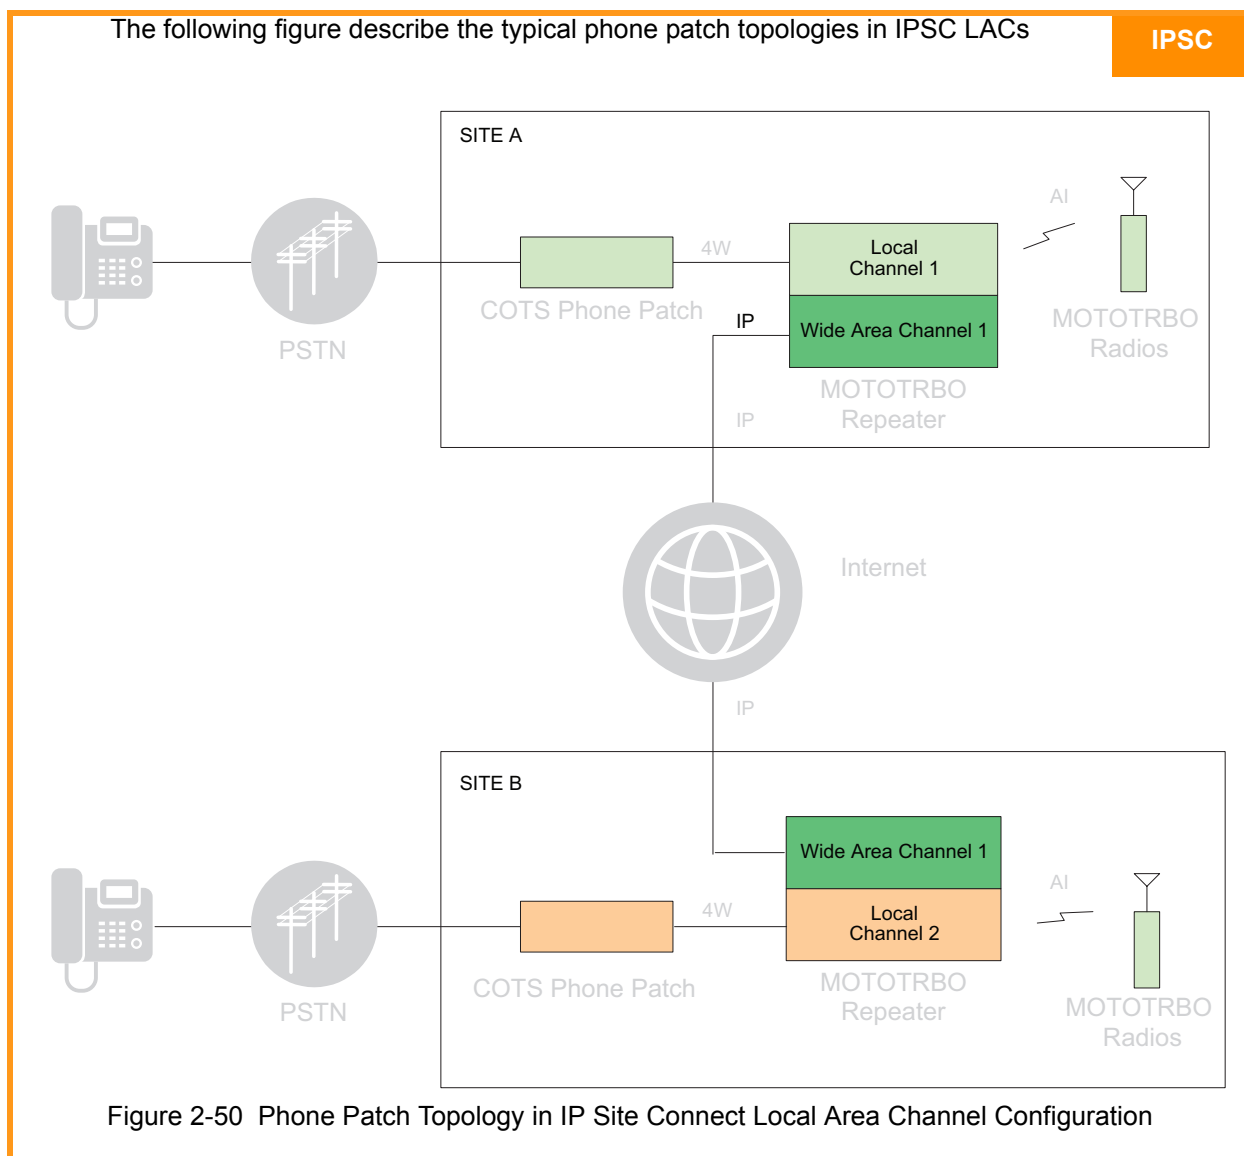 The following figure describe the typical phone patch topologies in IPSC LACs
IPSC
SITE A
AI
4W
Local
Channel 1
COTS Phone Patch
IP
Wide Area Channel 1
MOTOTRBO
Radios
PSTN
MOTOTRBO
Repeater
IP
Internet
IP
SITE B
Wide Area Channel 1
AI
4W
Local
Channel 2
COTS Phone Patch
MOTOTRBO
Repeater
PSTN
MOTOTRBO
Radios
Figure 2-50 Phone Patch Topology in IP Site Connect Local Area Channel Configuration